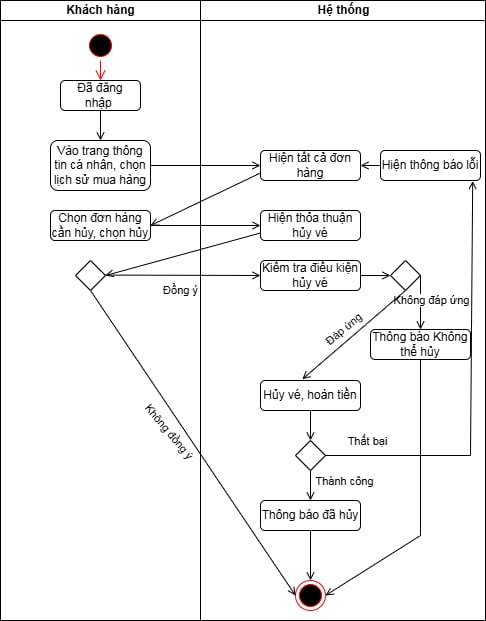 Khách hàng
Hệ thống
Đã đăng
nhập
Vào trang thông
tin cá nhân, chọn
lịch sử mua hàng
Hiện tất cả đơn
hàng
Hiện thông báo lỗi
Chọn đơn hàng
cần hủy, chọn hủy
Hiện thỏa thuận
hủy vé
Đồng ý
Kiểm tra điều kiện
hủy vé
Không đáp ứng
Đáp ứng
Thông báo Không
thể hủy
Hủy vé, hoàn tiền
Không đồng ý
Thất bại
Thành công
Thông báo đã hủy